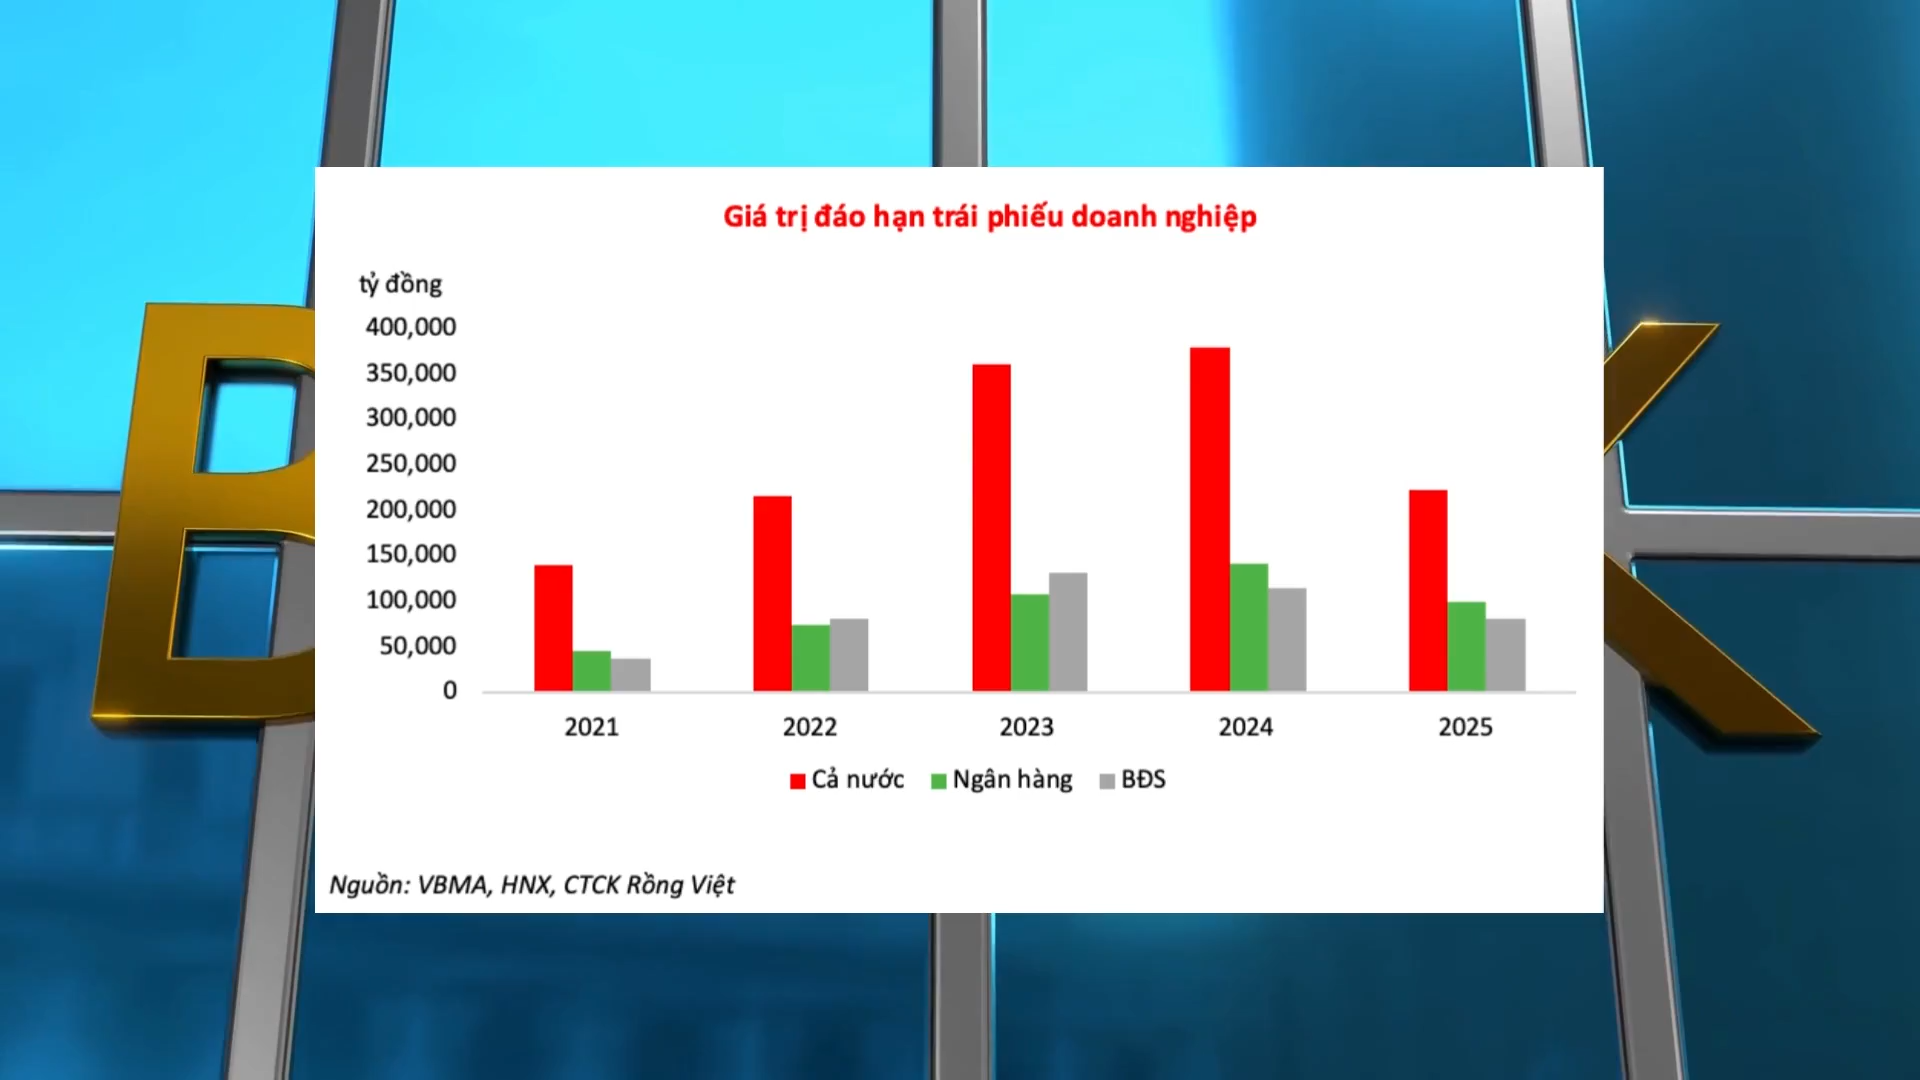 Giá trị đáo hạn trái phiếu doanh nghiệp
tỷ đồng
400,000
350,000
300,000
250,000
200,000
150,000
100,000
50,000
0
2021 2022 2023 2024 2025
Cả nước Ngân hàng BĐS
Nguồn: VBMA, HNX, CTCK Rồng Việt
B K